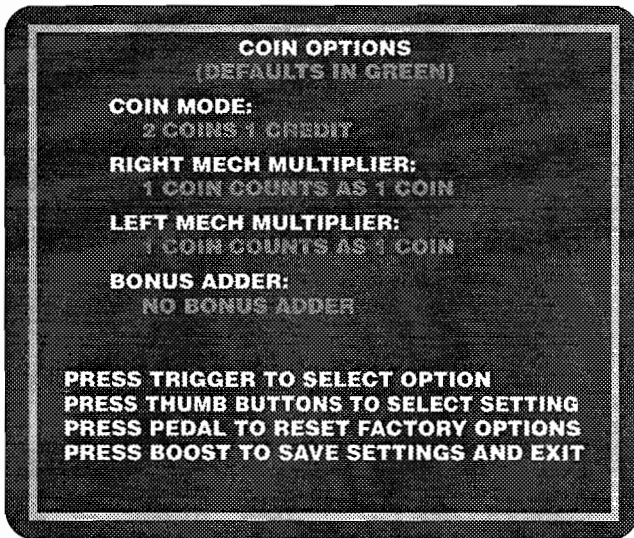 COIN OPTIONS
(DEFAULTS IN GREEN)
COIN MODE:
2 COINS 1 CREDIT
RIGHT MECH MULTIPLIER:
1 COIN COUNTS AS 1 COIN
LEFT MECH MULTIPLIER:
1 COIN COUNTS AS 1 COIN
BONUS ADDER:
NO BONUS ADDER
PRESS TRIGGER TO SELECT OPTION
PRESS THUMB BUTTONS TO SELECT SETTING
PRESS PEDAL TO RESET FACTORY OPTIONS
PRESS BOOST TO SAVE SETTINGS AND EXIT